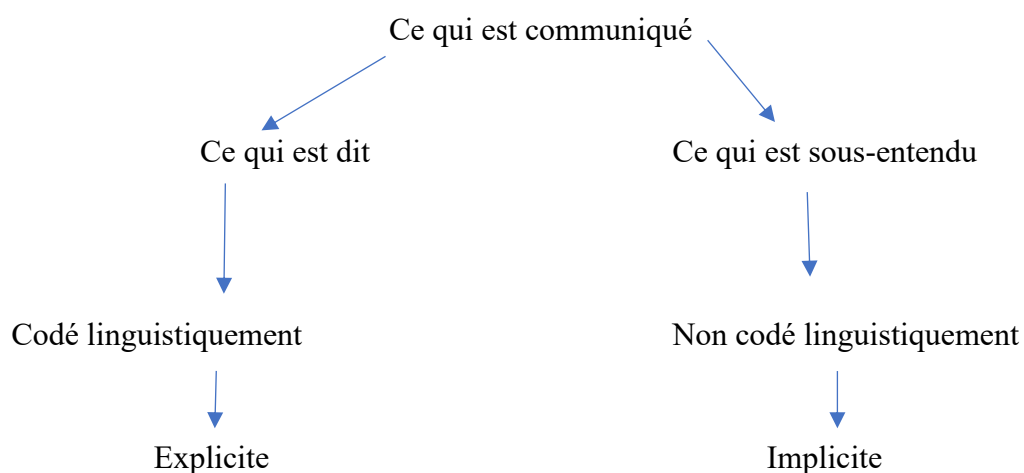 Ce qui est communiqué
Ce qui est dit
Ce qui est sous-entendu
Codé linguistiquement
Non codé linguistiquement
Explicite
Implicite